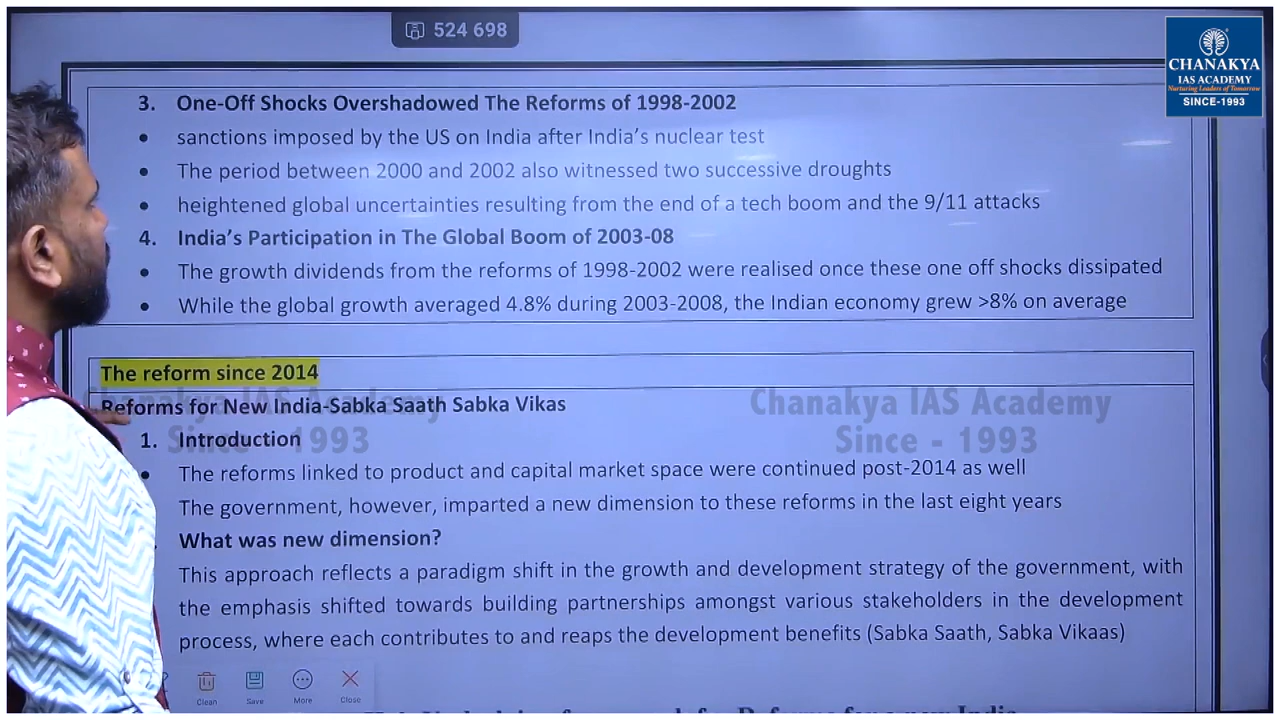 524 698
CHANAKYA
IAS ACADEMY
Nurturing Leaders of Tomorrow
SINCE-1993
3. One-Off Shocks Overshadowed The Reforms of 1998-2002
• sanctions imposed by the US on India after India's nuclear test
• The period between 2000 and 2002 also witnessed two successive droughts
• heightened global uncertainties resulting from the end of a tech boom and the 9/11 attacks
4. India's Participation in The Global Boom of 2003-08
• The growth dividends from the reforms of 1998-2002 were realised once these one off shocks dissipated
• While the global growth averaged 4.8% during 2003-2008, the Indian economy grew >8% on average
The reform since 2014
Reforms for New India-Sabka Saath Sabka Vikas
Chanakya IAS Academy
Since - 1993
Chanakya IAS Academy
Since - 1993
1. Introduction
• The reforms linked to product and capital market space were continued post-2014 as well
The government, however, imparted a new dimension to these reforms in the last eight years
What was new dimension?
This approach reflects a paradigm shift in the growth and development strategy of the government, with
the emphasis shifted towards building partnerships amongst various stakeholders in the development
process, where each contributes to and reaps the development benefits (Sabka Saath, Sabka Vikaas)
Clean Save More Close